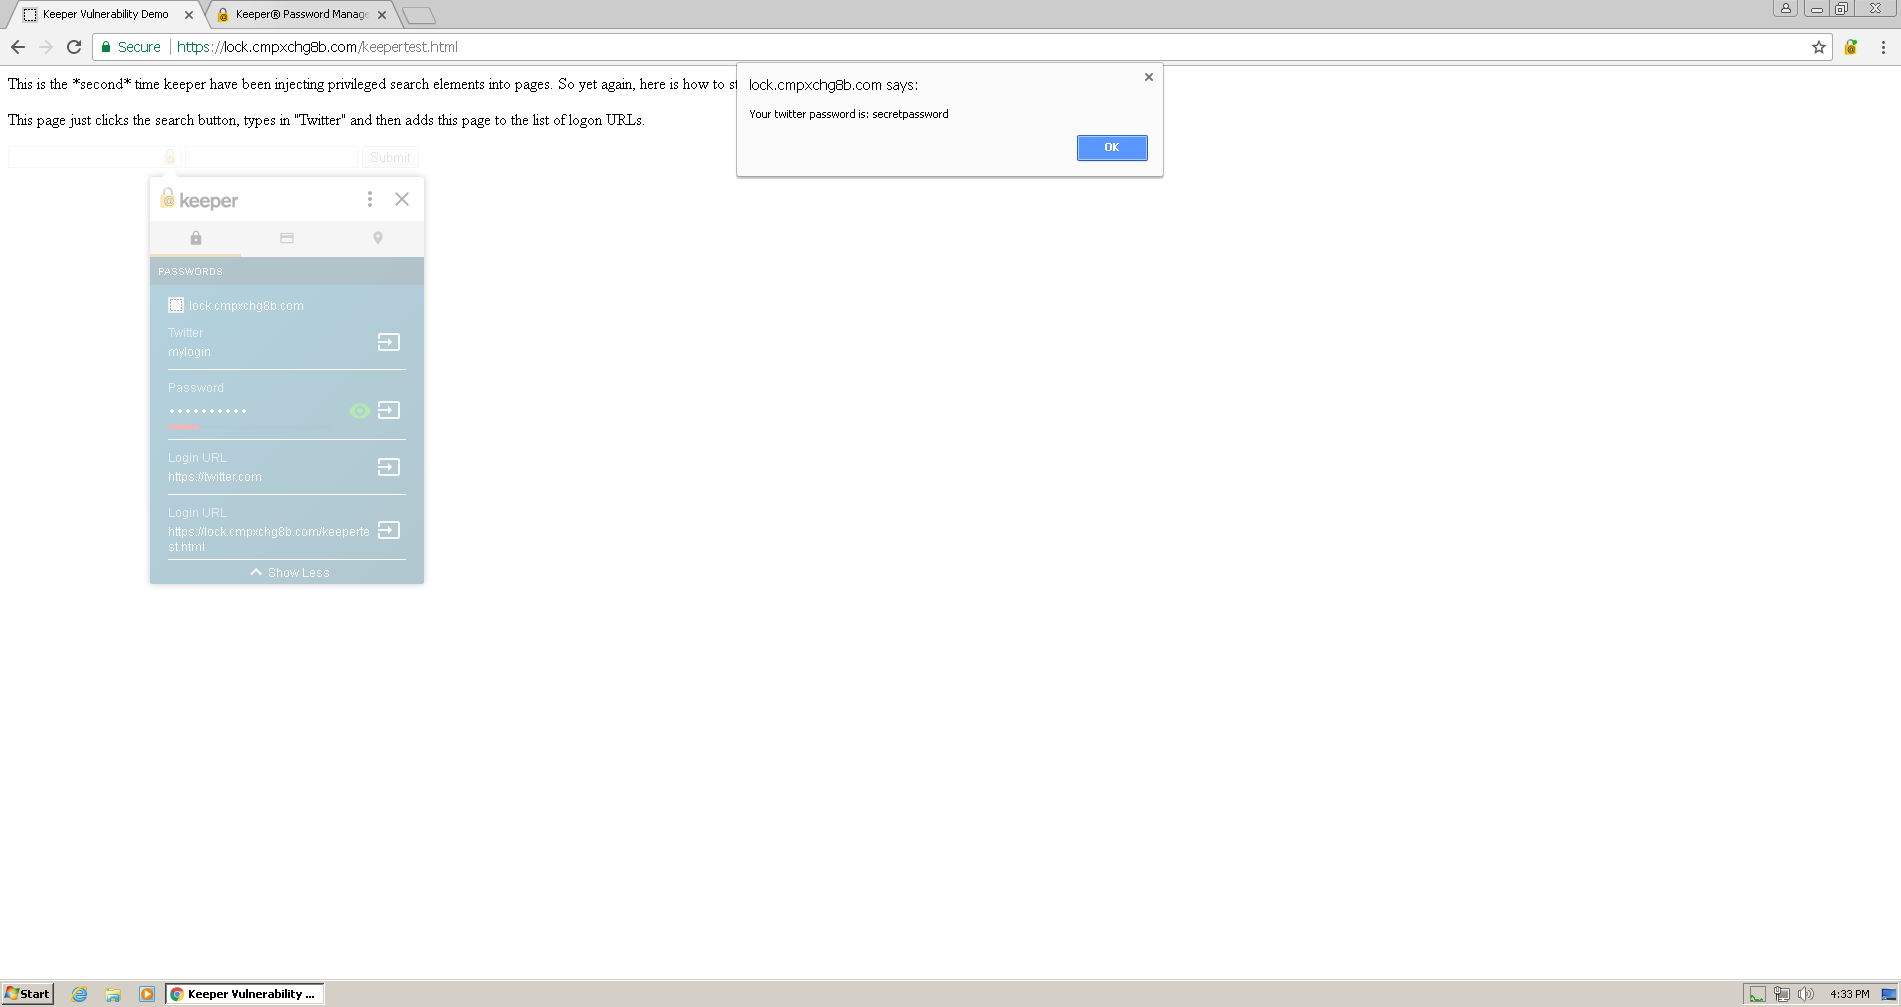 Keeper Vulnerability Demo
Keeper® Password Manage
Secure https://lock.cmpxchg8b.com/keepertest.html
This is the *second* time keeper have been injecting privileged search elements into pages. So yet again, here is how to st
This page just clicks the search button, types in "Twitter" and then adds this page to the list of logon URLs.
lock.cmpxchg8b.com says:
Your twitter password is: secretpassword
OK
Submit
keeper
PASSWORDS
lock.cmpxchg8b.com
Twitter
mylogin
Password
Login URL
https://twitter.com
Login URL
https://lock.cmpxchg8b.com/keeperte
st.html
Show Less
Start
Keeper Vulnerability ...
4:33 PM